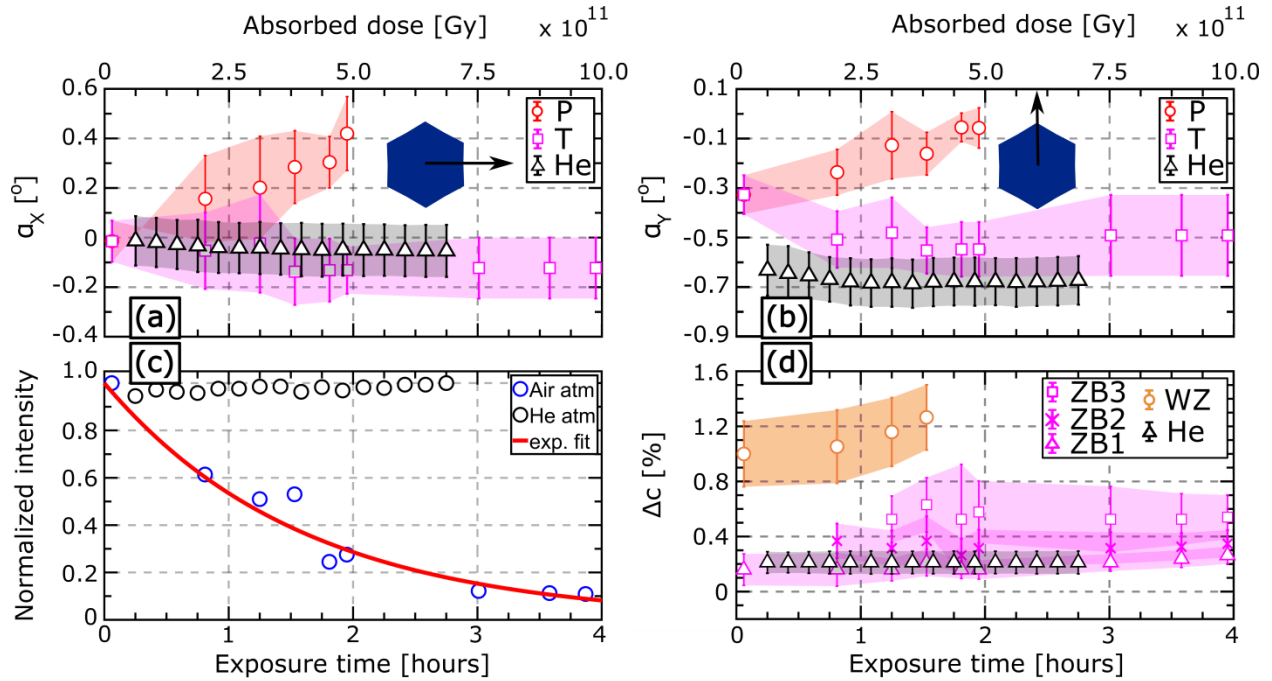 Absorbed dose [Gy] × 10^11
0 2.5 5.0 7.5 10.0
0.6
0.4
0.2
0
-0.2
-0.4
α_X [°]
P
T
He
(a)
Absorbed dose [Gy] × 10^11
0 2.5 5.0 7.5 10.0
-0.1
-0.1
-0.3
-0.5
-0.7
-0.9
α_Y [°]
P
T
He
(b)
(c)
1.0
0.8
0.6
0.4
0.2
0
Normalized intensity
Air atm
He atm
exp. fit
0 1 2 3 4
Exposure time [hours]
(d)
1.6
1.2
0.8
0.4
0
Δc [%]
ZB3 WZ
ZB2 He
ZB1
0 1 2 3 4
Exposure time [hours]